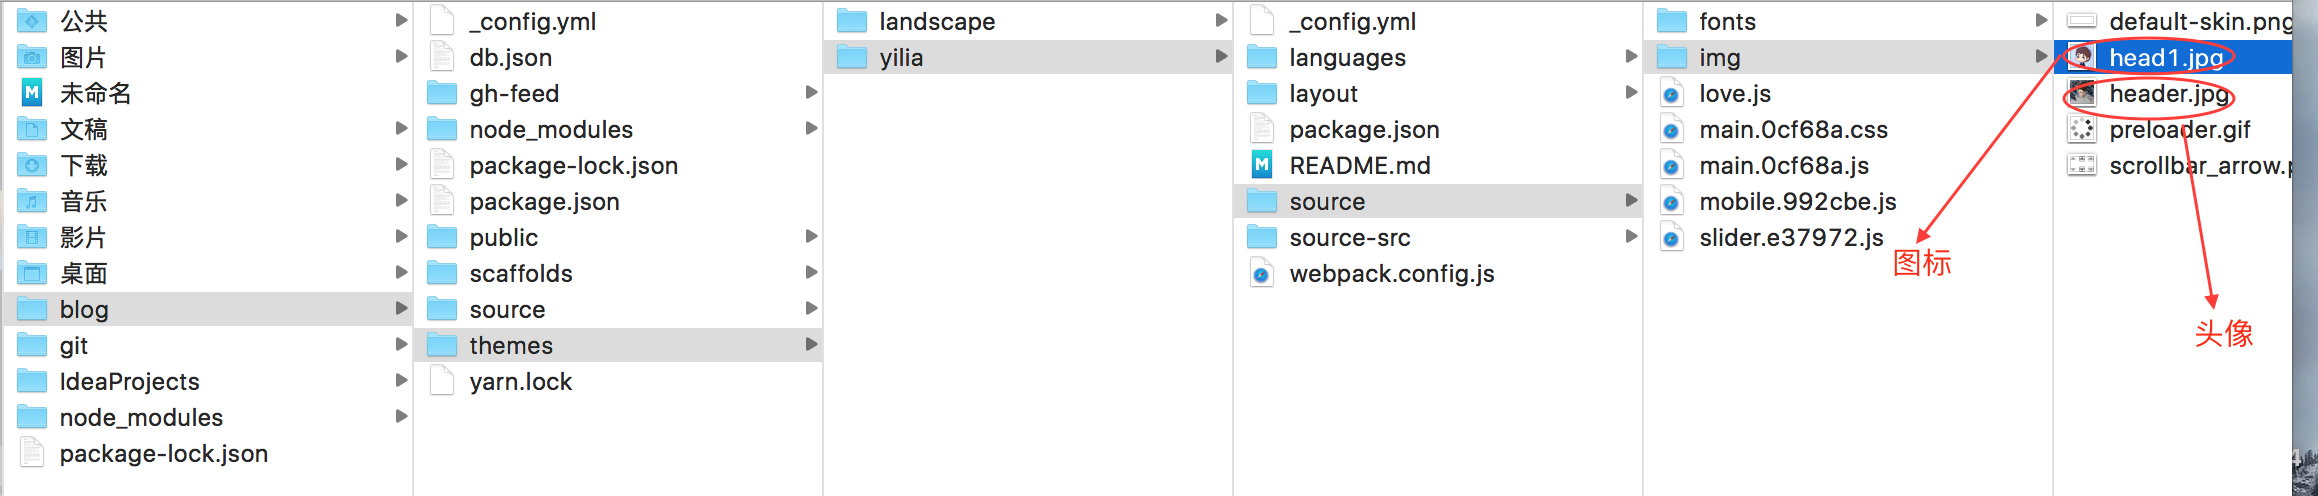 公共
图片
未命名
文稿
下载
音乐
影片
桌面
blog
git
IdeaProjects
node_modules
package-lock.json
_config.yml
db.json
gh-feed
node_modules
package-lock.json
package.json
public
scaffolds
source
themes
yarn.lock
landscape
yilia
_config.yml
languages
layout
package.json
README.md
source
source-src
webpack.config.js
fonts
img
love.js
main.0cf68a.css
main.0cf68a.js
mobile.992cbe.js
slider.e37972.js
图标
default-skin.png
head1.jpg
header.jpg
preloader.gif
scrollbar_arrow.p
头像